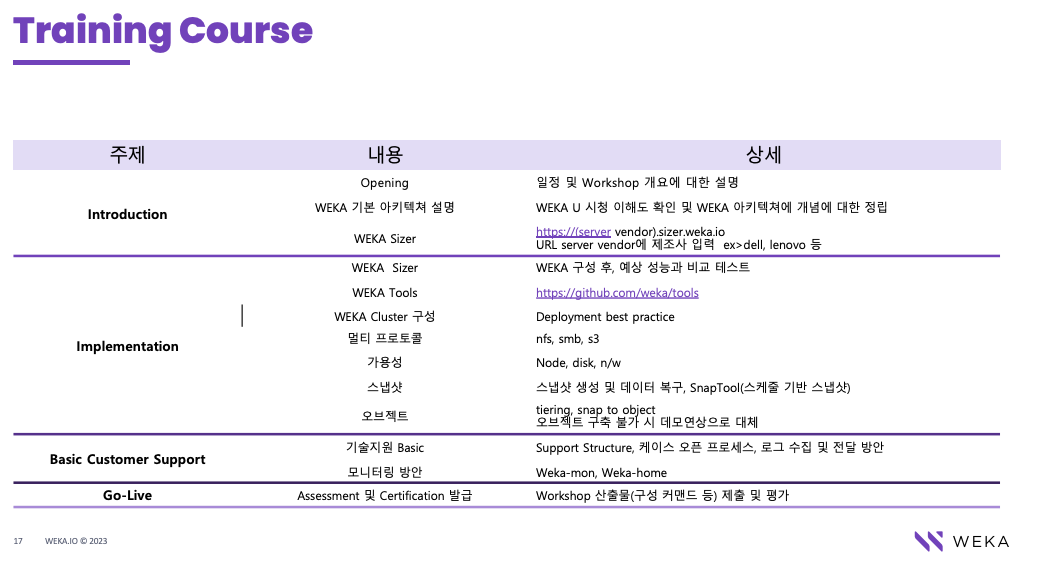 Training Course
주제 내용 상세
Introduction
Opening 일정 및 Workshop 개요에 대한 설명
WEKA 기본 아키텍쳐 설명 WEKA U 시청 이해도 확인 및 WEKA 아키텍쳐에 개념에 대한 정립
WEKA Sizer https://(server vendor).sizer.weka.io
URL server vendor에 제조사 입력 ex>dell, lenovo 등
Implementation
WEKA Sizer WEKA 구성 후, 예상 성능과 비교 테스트
WEKA Tools https://github.com/weka/tools
WEKA Cluster 구성 Deployment best practice
멀티 프로토콜 nfs, smb, s3
가용성 Node, disk, n/w
스냅샷 스냅샷 생성 및 데이터 복구, SnapTool(스케줄 기반 스냅샷)
오브젝트 tiering, snap to object
오브젝트 구축 불가 시 데모연상으로 대체
Basic Customer Support
기술지원 Basic Support Structure, 케이스 오픈 프로세스, 로그 수집 및 전달 방안
모니터링 방안 Weka-mon, Weka-home
Go-Live Assessment 및 Certification 발급 Workshop 산출물(구성 커맨드 등) 제출 및 평가
17 WEKA.IO © 2023
WEKA